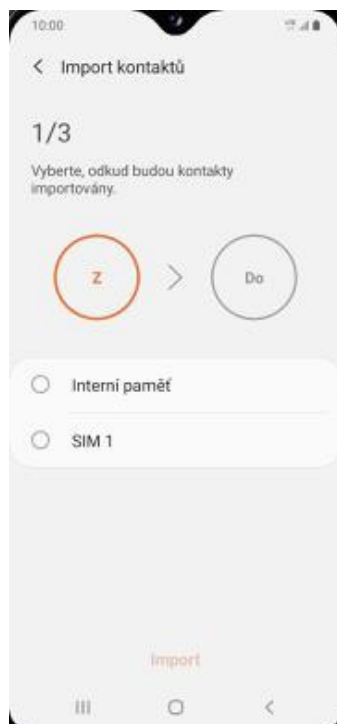 10:00
Import kontaktů
1/3
Vyberte, odkud budou kontakty
importovány.
Z
Do
Interní paměť
SIM 1
Import